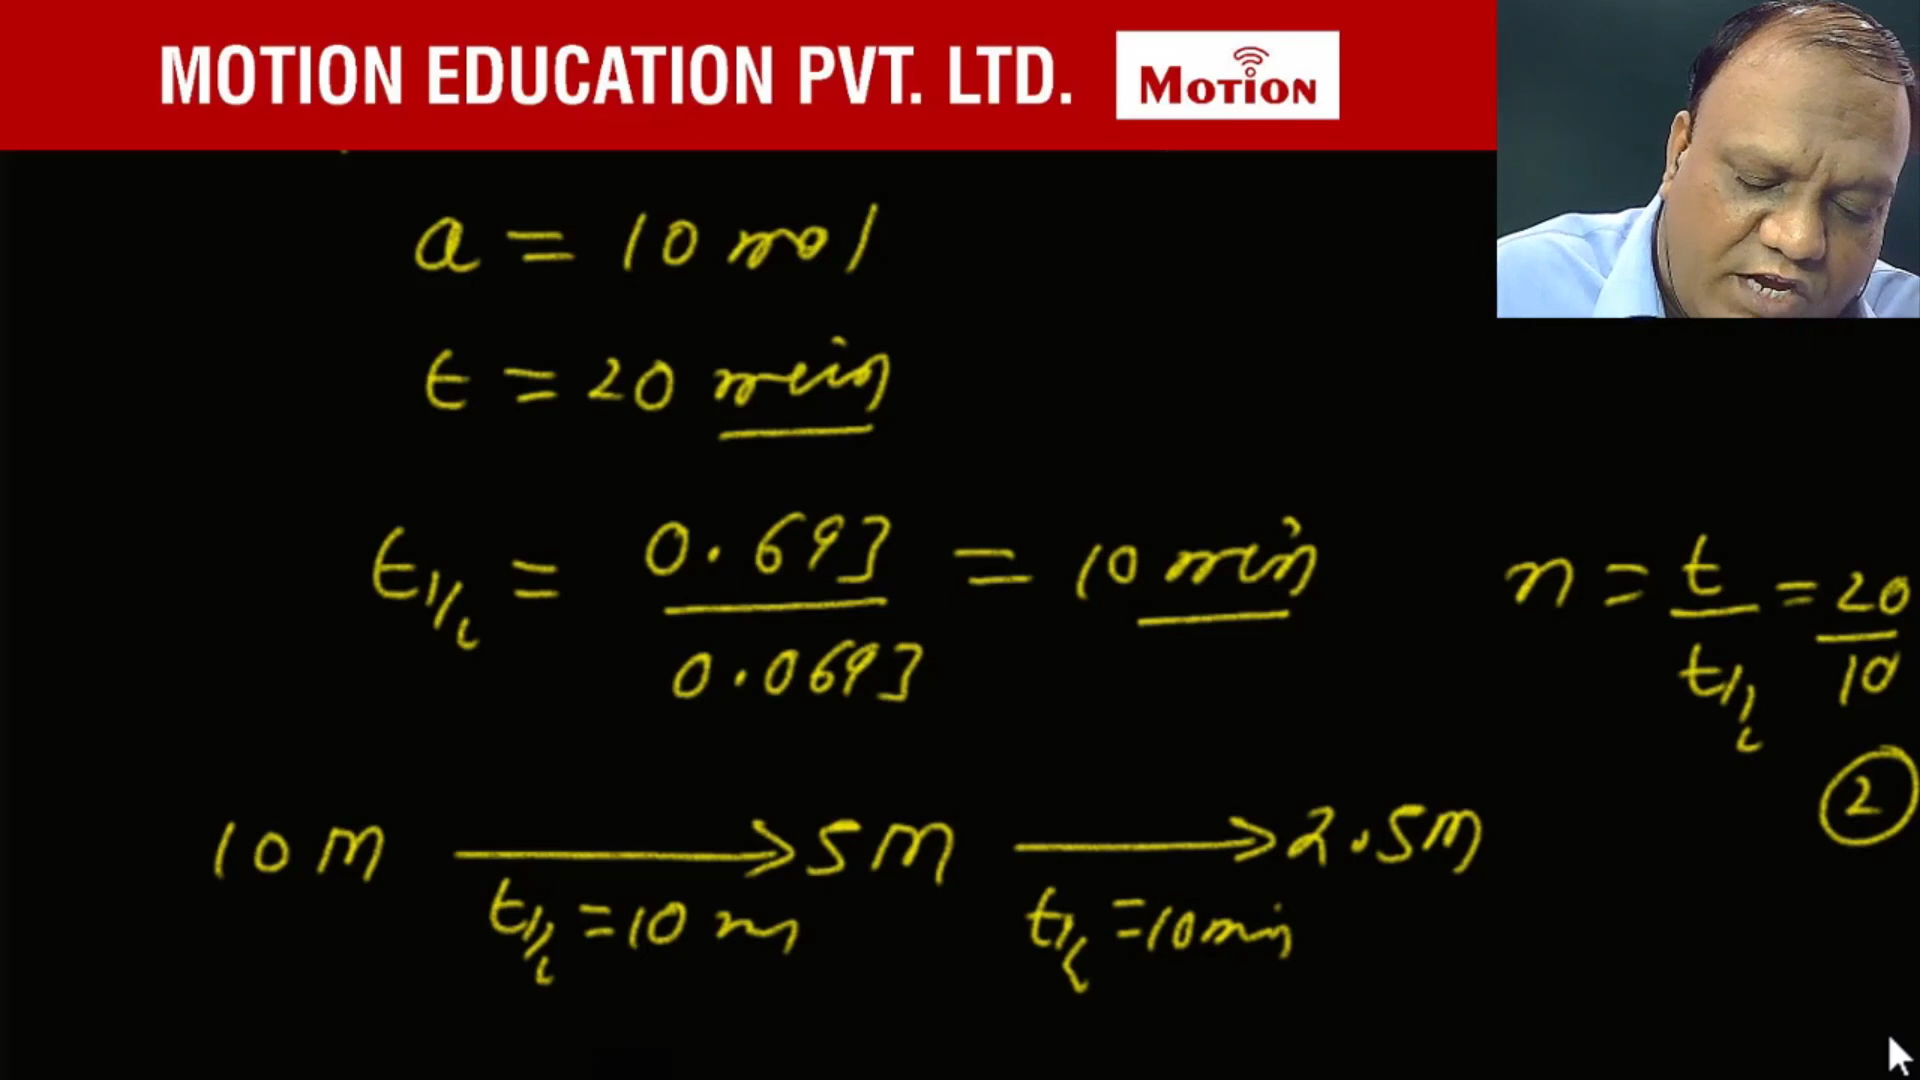 MOTION EDUCATION PVT. LTD.
MOTION
a = 10 mol
t = 20 min
t1/2 = 0.693 / 0.0693 = 10 min
n = t / t1/2 = 20 / 10
2
10 M → 5 M → 2.5 M
t1/2 = 10 m t1/2 = 10 min